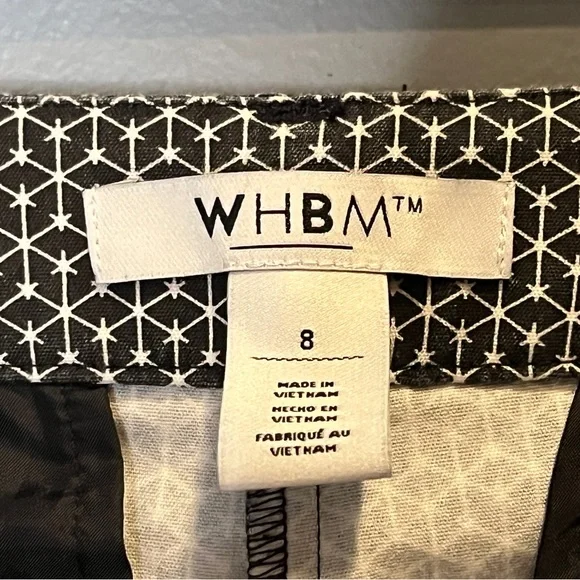 WHBM™
8
MADE IN
VIETNAM
HECHO EN
VIETNAM
FABRIQUÉ AU
VIETNAM